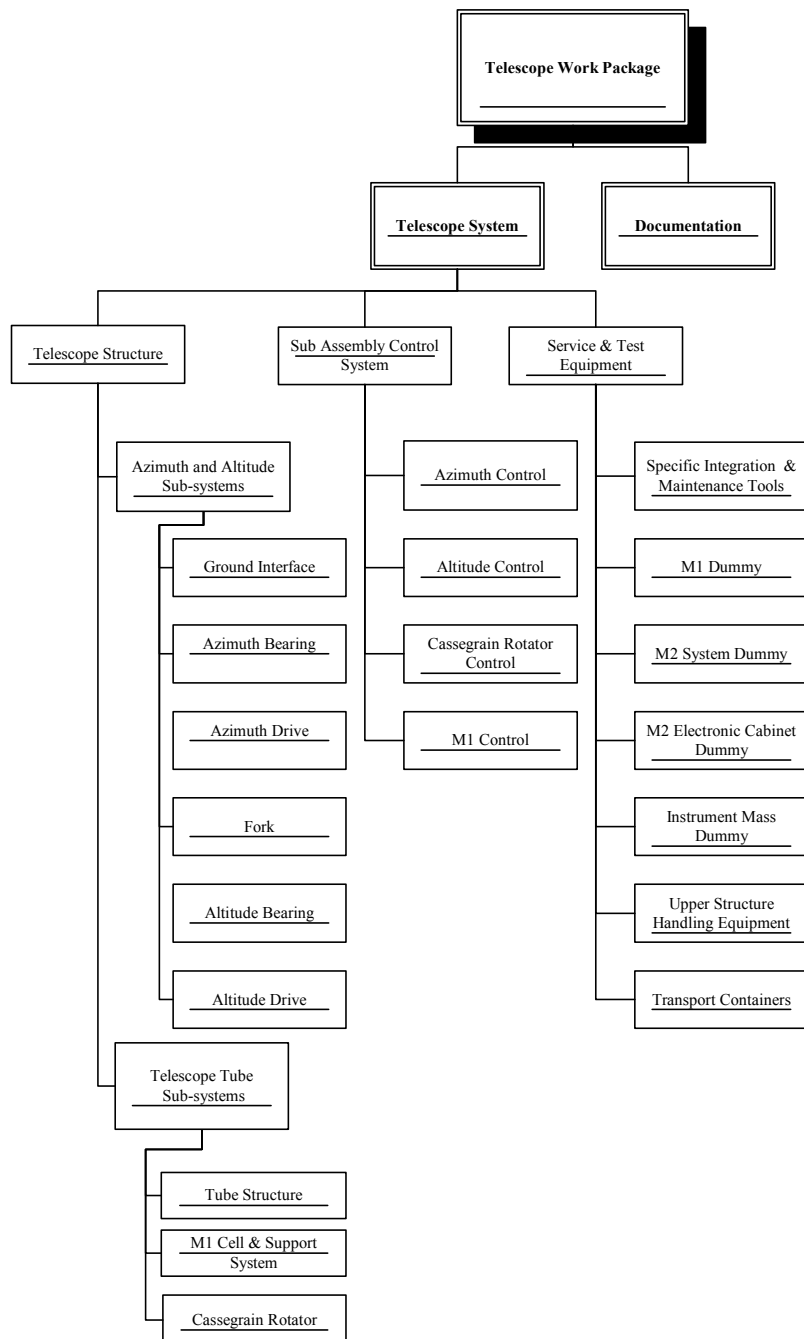 Telescope Work Package
Telescope System
Documentation
Telescope Structure
Sub Assembly Control
System
Service & Test
Equipment
Azimuth and Altitude
Sub-systems
Ground Interface
Azimuth Bearing
Azimuth Drive
Fork
Altitude Bearing
Altitude Drive
Telescope Tube
Sub-systems
Tube Structure
M1 Cell & Support
System
Cassegrain Rotator
Azimuth Control
Altitude Control
Cassegrain Rotator
Control
M1 Control
Specific Integration &
Maintenance Tools
M1 Dummy
M2 System Dummy
M2 Electronic Cabinet
Dummy
Instrument Mass
Dummy
Upper Structure
Handling Equipment
Transport Containers